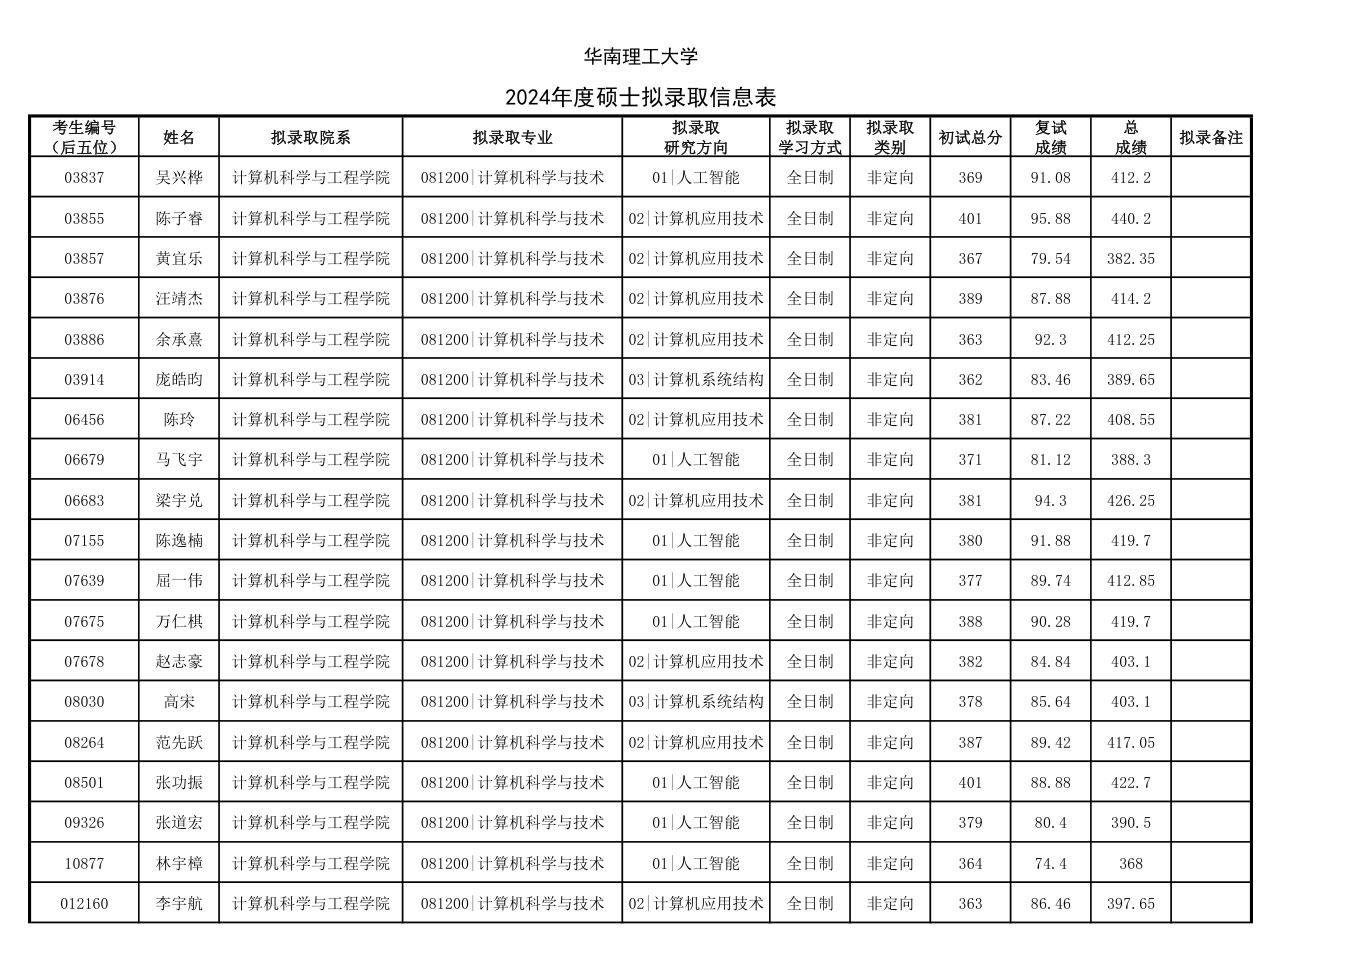 华南理工大学
2024年度硕士拟录取信息表
考生编号（后五位） 姓名 拟录取院系 拟录取专业 拟录取研究方向 拟录取学习方式 拟录取类别 初试总分 复试成绩 总成绩 拟录备注
03837 吴兴桦 计算机科学与工程学院 081200|计算机科学与技术 01|人工智能 全日制 非定向 369 91.08 412.2
03855 陈子睿 计算机科学与工程学院 081200|计算机科学与技术 02|计算机应用技术 全日制 非定向 401 95.88 440.2
03857 黄宜乐 计算机科学与工程学院 081200|计算机科学与技术 02|计算机应用技术 全日制 非定向 367 79.54 382.35
03876 汪靖杰 计算机科学与工程学院 081200|计算机科学与技术 02|计算机应用技术 全日制 非定向 389 87.88 414.2
03886 余承熹 计算机科学与工程学院 081200|计算机科学与技术 02|计算机应用技术 全日制 非定向 363 92.3 412.25
03914 庞皓昀 计算机科学与工程学院 081200|计算机科学与技术 03|计算机系统结构 全日制 非定向 362 83.46 389.65
06456 陈玲 计算机科学与工程学院 081200|计算机科学与技术 02|计算机应用技术 全日制 非定向 381 87.22 408.55
06679 马飞宇 计算机科学与工程学院 081200|计算机科学与技术 01|人工智能 全日制 非定向 371 81.12 388.3
06683 梁宇兑 计算机科学与工程学院 081200|计算机科学与技术 02|计算机应用技术 全日制 非定向 381 94.3 426.25
07155 陈逸楠 计算机科学与工程学院 081200|计算机科学与技术 01|人工智能 全日制 非定向 380 91.88 419.7
07639 屈一伟 计算机科学与工程学院 081200|计算机科学与技术 01|人工智能 全日制 非定向 377 89.74 412.85
07675 万仁棋 计算机科学与工程学院 081200|计算机科学与技术 01|人工智能 全日制 非定向 388 90.28 419.7
07678 赵志豪 计算机科学与工程学院 081200|计算机科学与技术 02|计算机应用技术 全日制 非定向 382 84.84 403.1
08030 高宋 计算机科学与工程学院 081200|计算机科学与技术 03|计算机系统结构 全日制 非定向 378 85.64 403.1
08264 范先跃 计算机科学与工程学院 081200|计算机科学与技术 02|计算机应用技术 全日制 非定向 387 89.42 417.05
08501 张功振 计算机科学与工程学院 081200|计算机科学与技术 01|人工智能 全日制 非定向 401 88.88 422.7
09326 张道宏 计算机科学与工程学院 081200|计算机科学与技术 01|人工智能 全日制 非定向 379 80.4 390.5
10877 林宇樟 计算机科学与工程学院 081200|计算机科学与技术 01|人工智能 全日制 非定向 364 74.4 368
012160 李宇航 计算机科学与工程学院 081200|计算机科学与技术 02|计算机应用技术 全日制 非定向 363 86.46 397.65